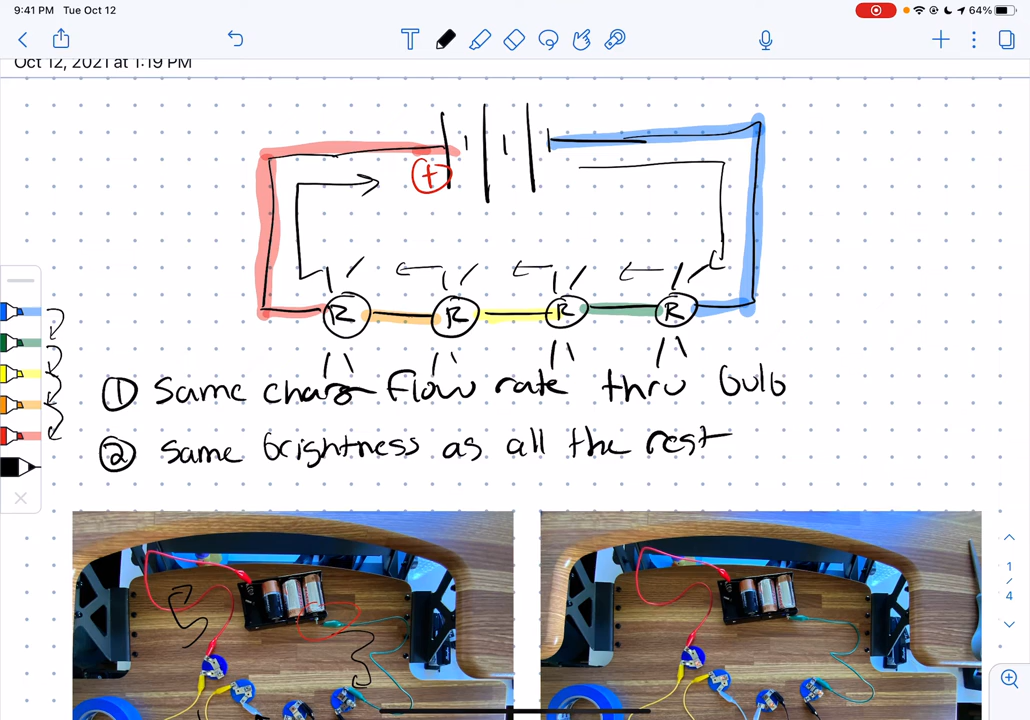 9:41 PM Tue Oct 12
64%
T
Oct 12, 2021 at 1:19 PM
+
R R R R
① Same charge flow rate thru bulb
② same brightness as all the rest
1
/
4